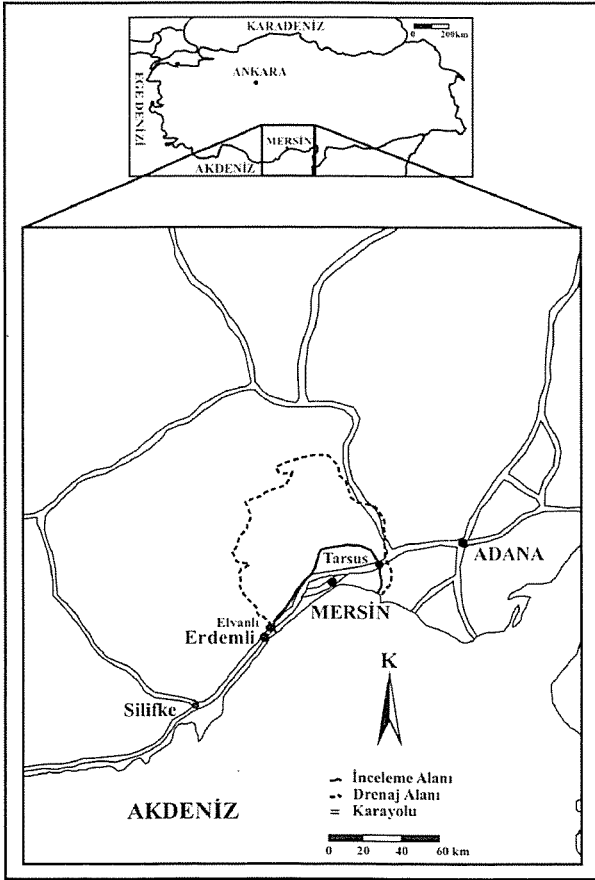 KARADENİZ
0 200km
ANKARA
EGE DENİZİ
MERSİN
AKDENİZ
Tarsus
ADANA
MERSİN
Elvanlı
Erdemli
K
Silifke
İnceleme Alanı
Drenaj Alanı
Karayolu
AKDENİZ
0 20 40 60 km